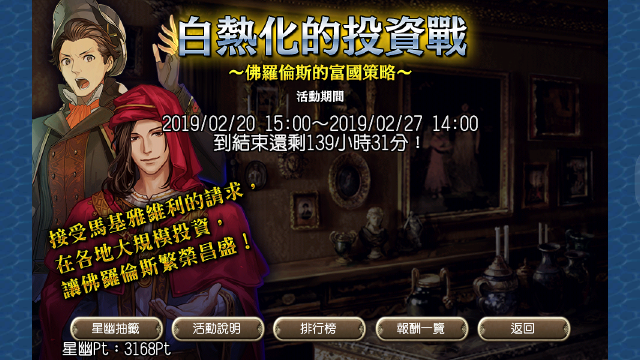 白熱化的投資戰
～佛羅倫斯的富國策略～
活動期間
2019/02/20 15:00～2019/02/27 14:00
到結束還剩139小時31分！
接受馬基雅維利的請求，
在各地大規模投資，
讓佛羅倫斯繁榮昌盛！
星幽抽籤
活動說明
排行榜
報酬一覽
返回
星幽Pt：3168Pt